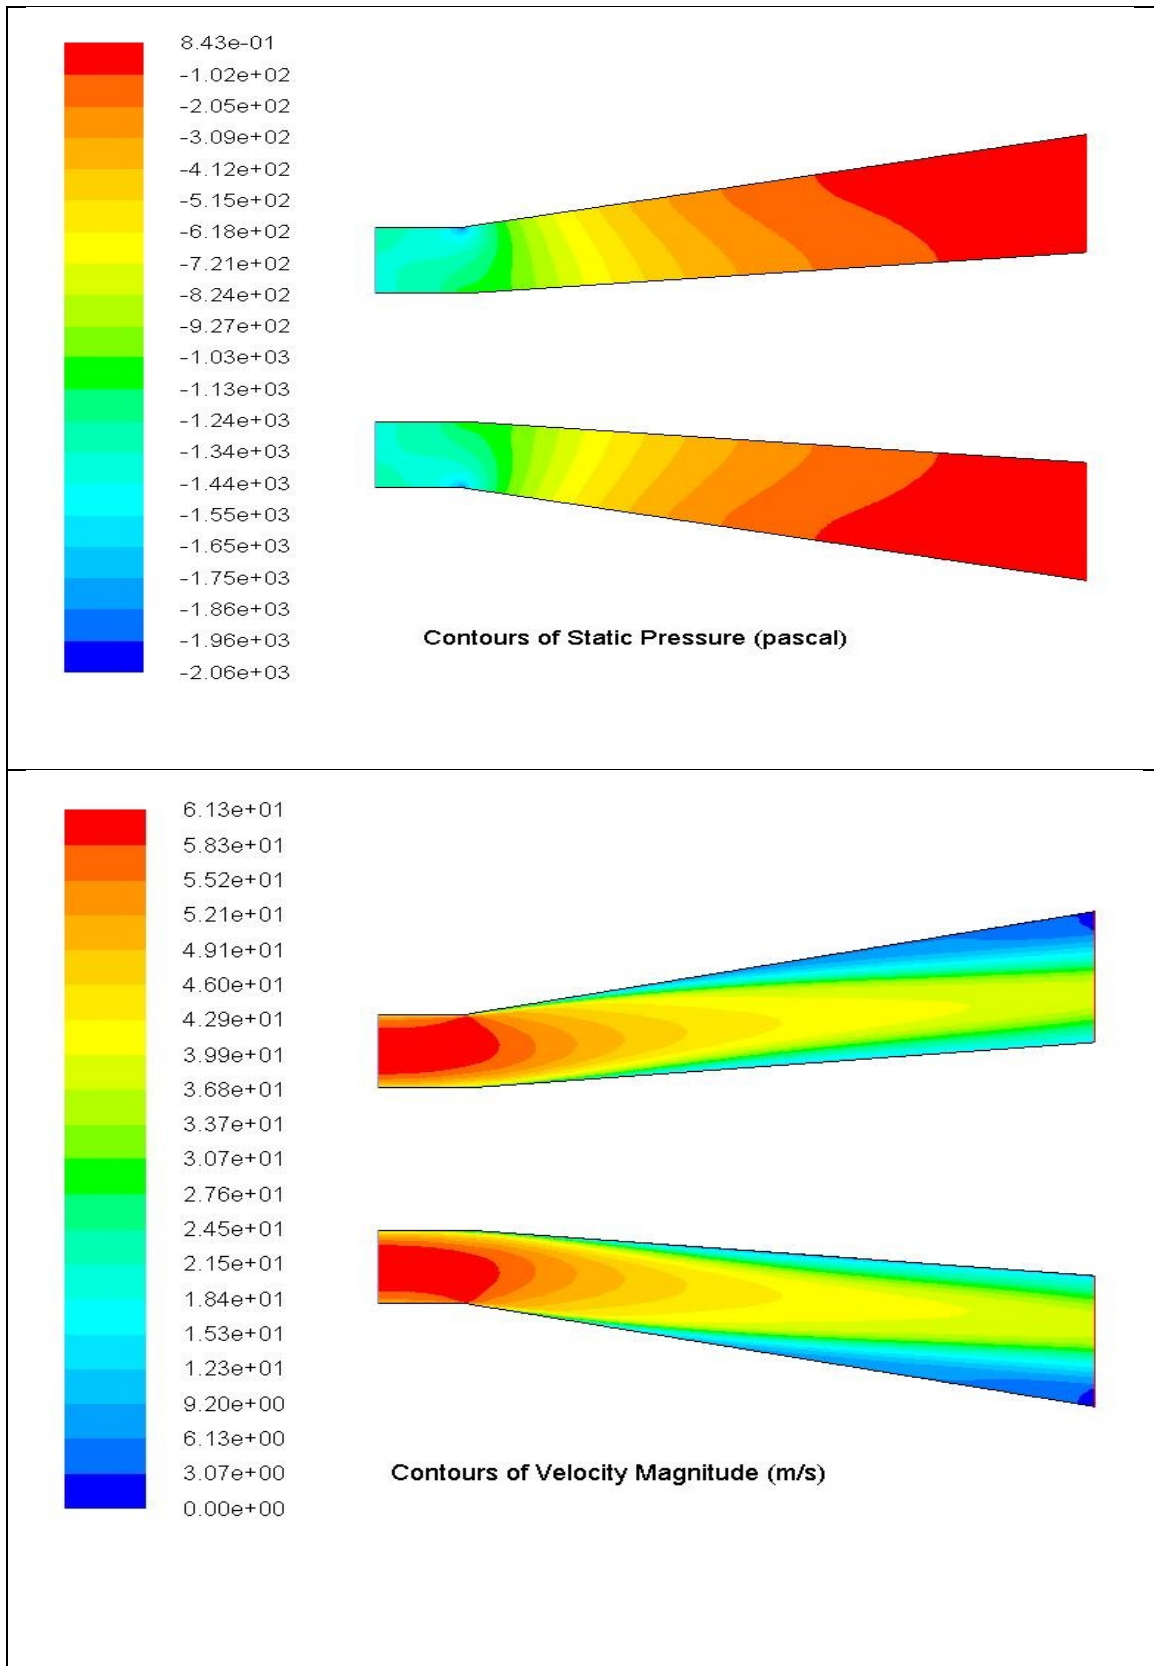 8.43e-01
-1.02e+02
-2.05e+02
-3.09e+02
-4.12e+02
-5.15e+02
-6.18e+02
-7.21e+02
-8.24e+02
-9.27e+02
-1.03e+03
-1.13e+03
-1.24e+03
-1.34e+03
-1.44e+03
-1.55e+03
-1.65e+03
-1.75e+03
-1.86e+03
-1.96e+03
-2.06e+03
Contours of Static Pressure (pascal)
6.13e+01
5.83e+01
5.52e+01
5.21e+01
4.91e+01
4.60e+01
4.29e+01
3.99e+01
3.68e+01
3.37e+01
3.07e+01
2.76e+01
2.45e+01
2.15e+01
1.84e+01
1.53e+01
1.23e+01
9.20e+00
6.13e+00
3.07e+00
0.00e+00
Contours of Velocity Magnitude (m/s)